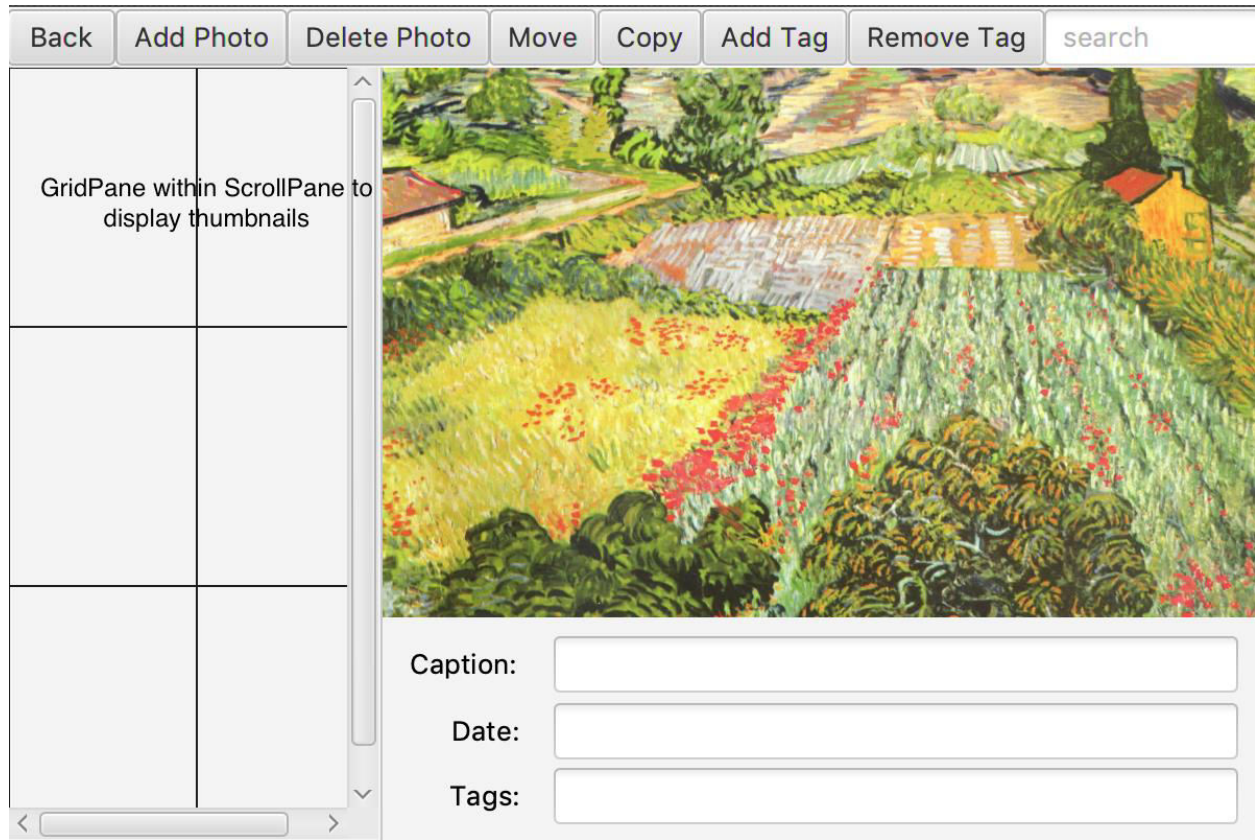 Back
Add Photo
Delete Photo
Move
Copy
Add Tag
Remove Tag
search
GridPane within ScrollPane to
display thumbnails
Caption:
Date:
Tags: